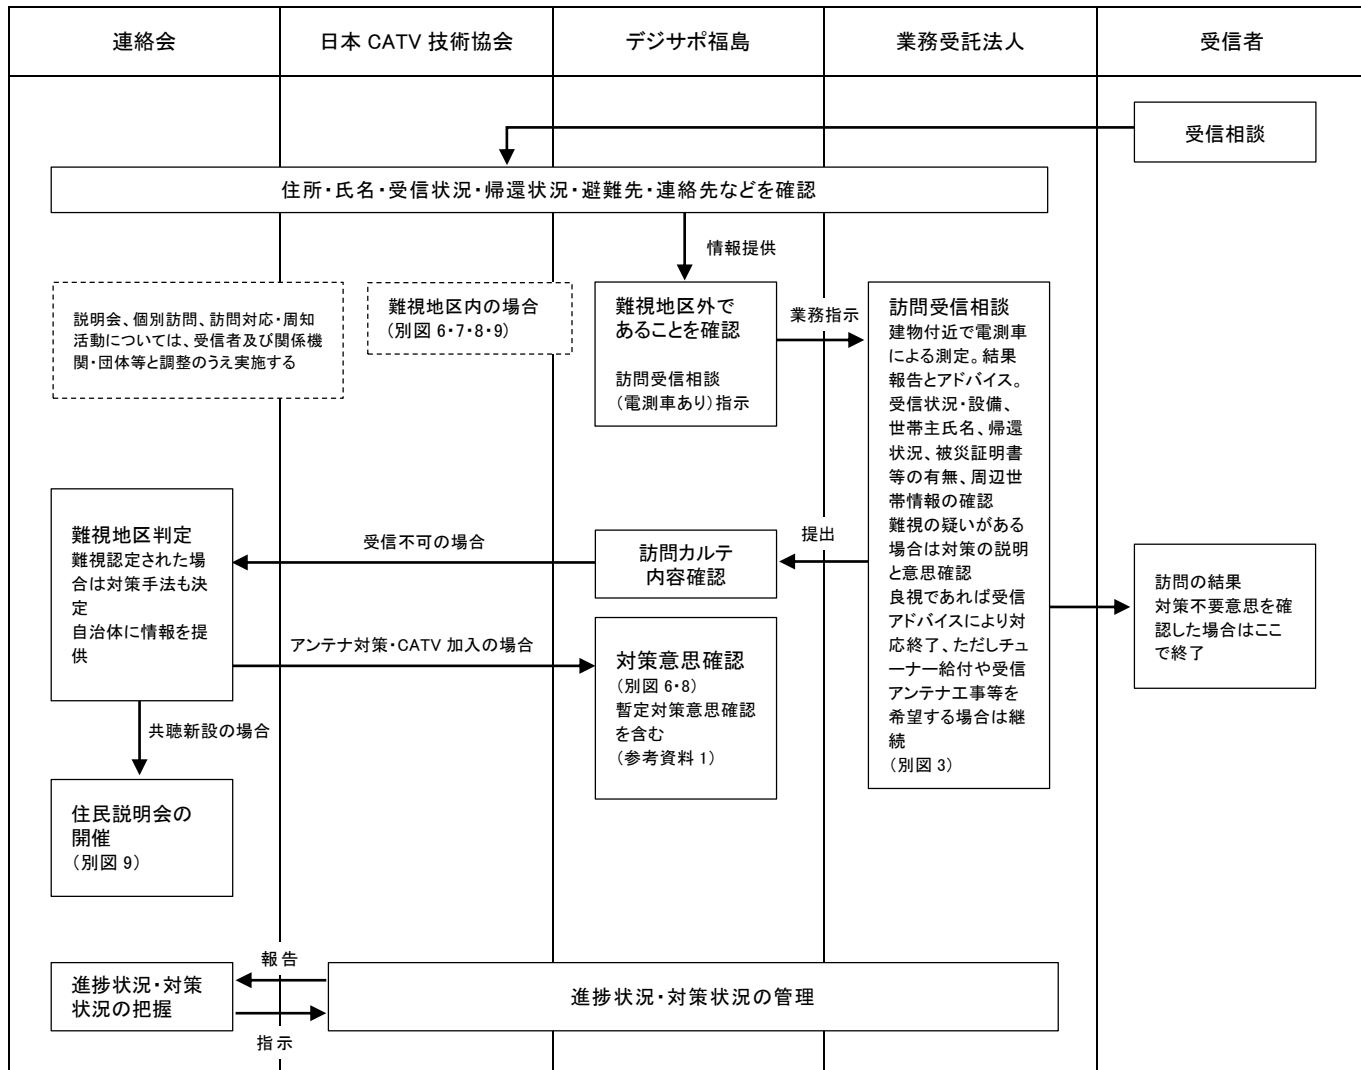 連絡会
日本 CATV 技術協会
デジサポ福島
業務受託法人
受信者
受信相談
住所・氏名・受信状況・帰還状況・避難先・連絡先などを確認
情報提供
説明会、個別訪問、訪問対応・周知
活動については、受信者及び関係機
関・団体等と調整のうえ実施する
難視地区内の場合
（別図 6・7・8・9）
難視地区外で
あることを確認
訪問受信相談
（電測車あり）指示
業務指示
訪問受信相談
建物付近で電測車
による測定。結果
報告とアドバイス。
受信状況・設備、
世帯主氏名、帰還
状況、被災証明書
等の有無、周辺世
帯情報の確認
難視の疑いがある
場合は対策の説明
と意思確認
良視であれば受信
アドバイスにより対
応終了、ただしチュ
ーナー給付や受信
アンテナ工事等を
希望する場合は継
続
（別図 3）
提出
訪問カルテ
内容確認
受信不可の場合
難視地区判定
難視認定された場
合は対策手法も決
定
自治体に情報を提
供
訪問の結果
対策不要意思を確
認した場合はここ
で終了
アンテナ対策・CATV 加入の場合
対策意思確認
（別図 6・8）
暫定対策意思確認
を含む
（参考資料 1）
共聴新設の場合
住民説明会の
開催
（別図 9）
報告
進捗状況・対策
状況の把握
進捗状況・対策状況の管理
指示